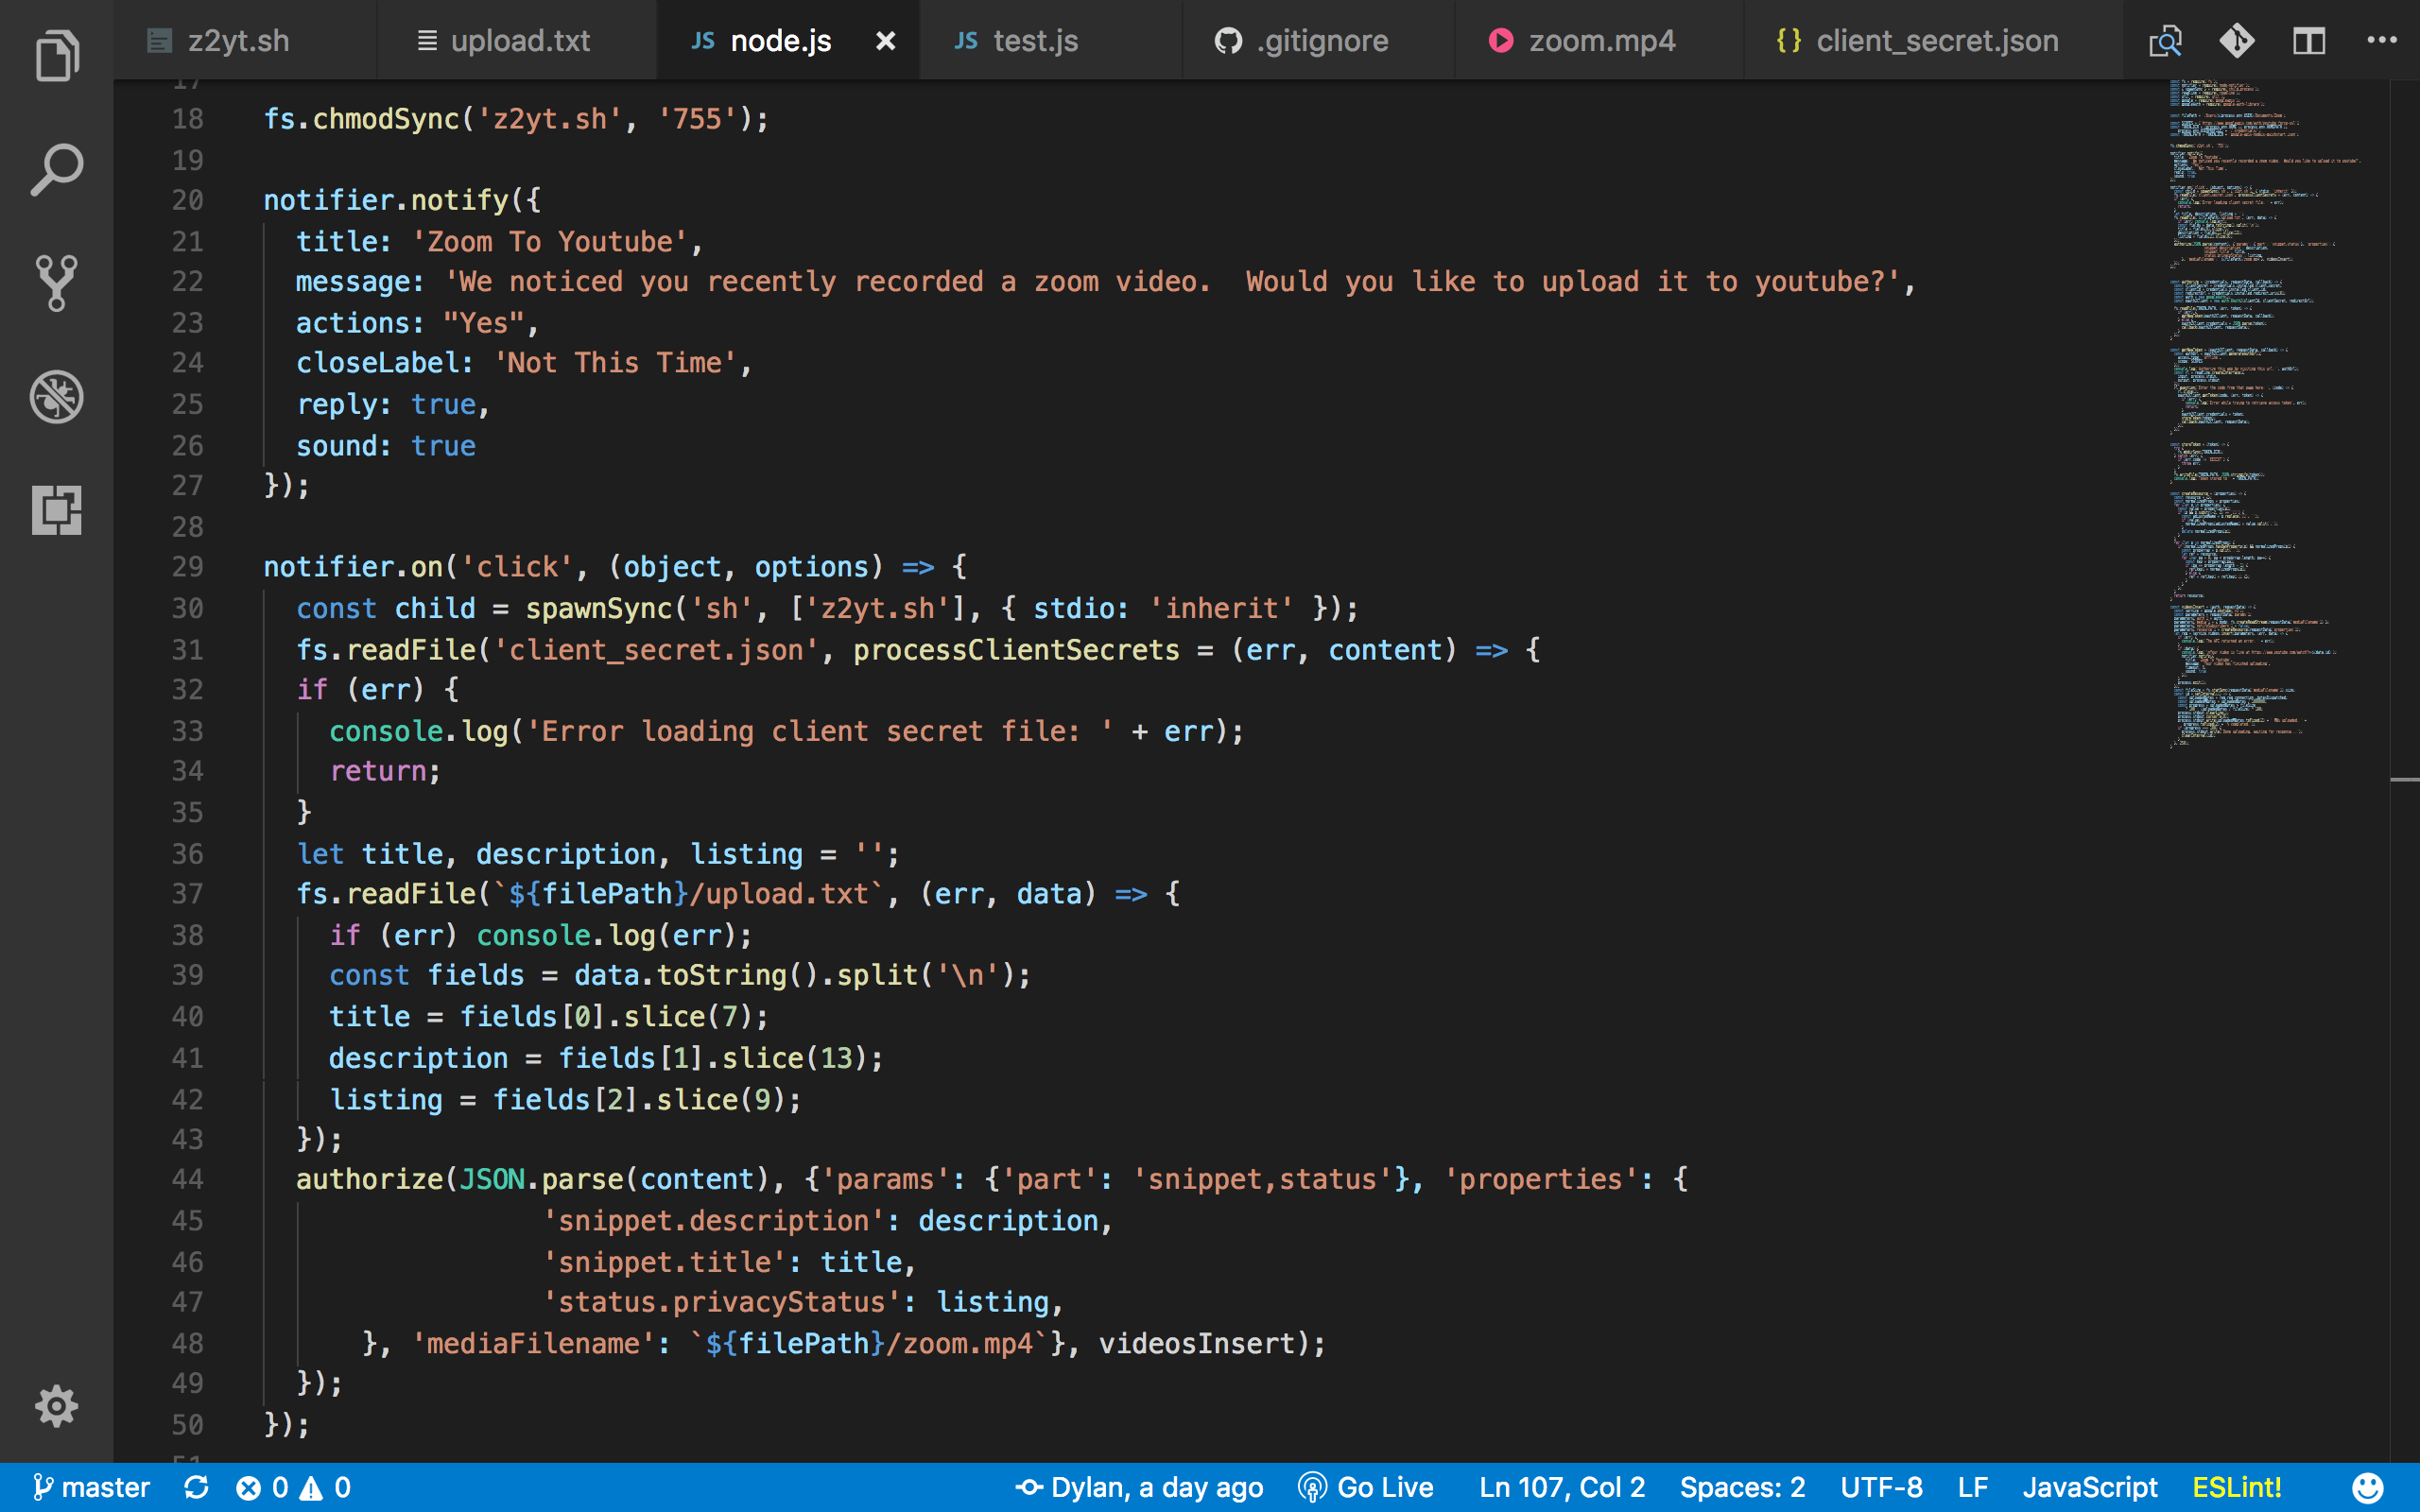 z2yt.sh upload.txt JS node.js × JS test.js .gitignore zoom.mp4 {} client_secret.json ...
17
18 fs.chmodSync('z2yt.sh', '755');
19
20 notifier.notify({
21 title: 'Zoom To Youtube',
22 message: 'We noticed you recently recorded a zoom video.  Would you like to upload it to youtube?',
23 actions: "Yes",
24 closeLabel: 'Not This Time',
25 reply: true,
26 sound: true
27 });
28
29 notifier.on('click', (object, options) => {
30 const child = spawnSync('sh', ['z2yt.sh'], { stdio: 'inherit' });
31 fs.readFile('client_secret.json', processClientSecrets = (err, content) => {
32 if (err) {
33 console.log('Error loading client secret file: ' + err);
34 return;
35 }
36 let title, description, listing = '';
37 fs.readFile(`${filePath}/upload.txt`, (err, data) => {
38 if (err) console.log(err);
39 const fields = data.toString().split('\n');
40 title = fields[0].slice(7);
41 description = fields[1].slice(13);
42 listing = fields[2].slice(9);
43 });
44 authorize(JSON.parse(content), {'params': {'part': 'snippet,status'}, 'properties': {
45 'snippet.description': description,
46 'snippet.title': title,
47 'status.privacyStatus': listing,
48 }, 'mediaFilename': `${filePath}/zoom.mp4`}, videosInsert);
49 });
50 });
51
master 0 0 Dylan, a day ago Go Live Ln 107, Col 2 Spaces: 2 UTF-8 LF JavaScript ESLint!